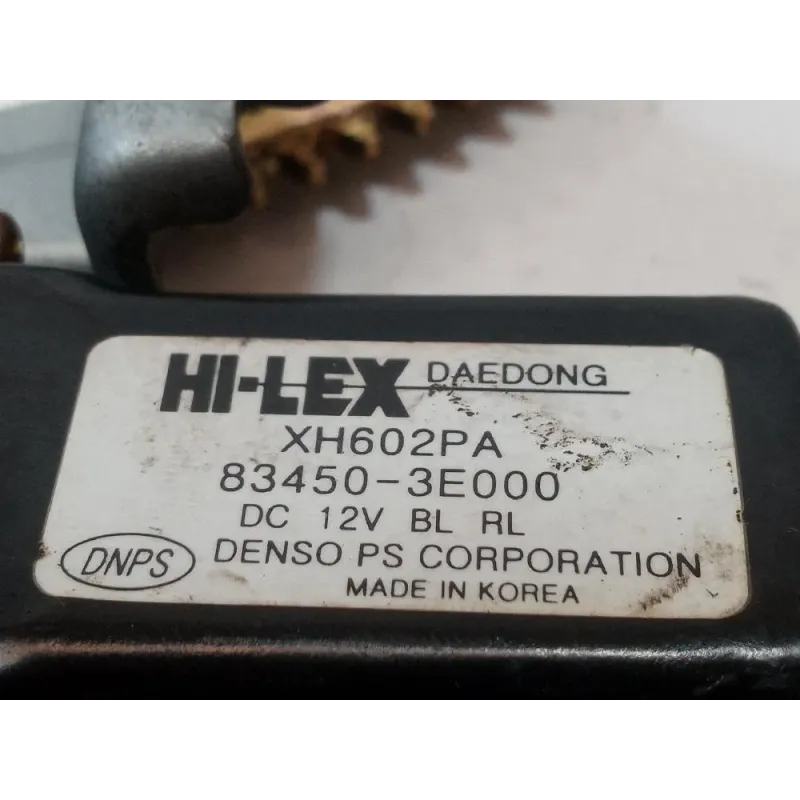 HI-LEX DAEDONG
XH602PA
83450-3E000
DC 12V BL RL
DNPS DENSO PS CORPORATION
MADE IN KOREA